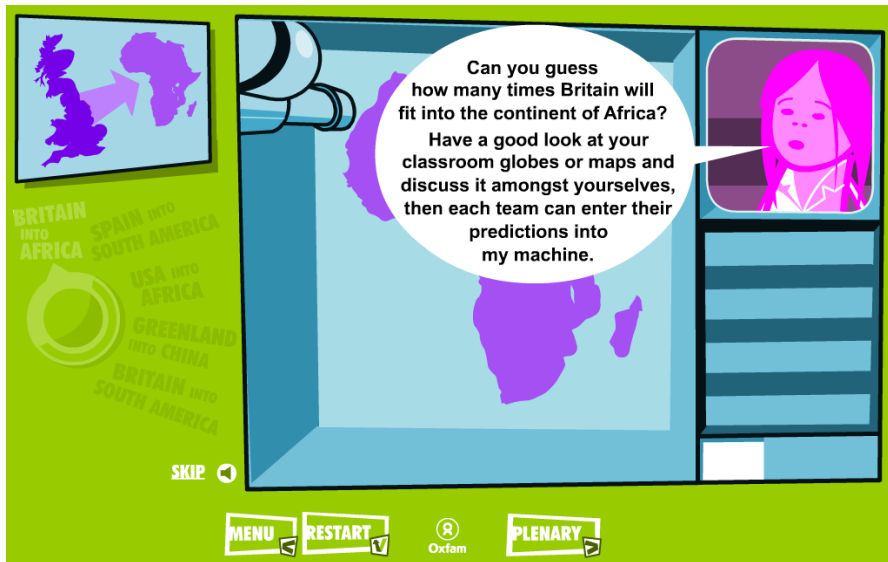 Can you guess
how many times Britain will
fit into the continent of Africa?
Have a good look at your
classroom globes or maps and
discuss it amongst yourselves,
then each team can enter their
predictions into
my machine.
BRITAIN
INTO
AFRICA
SPAIN INTO
SOUTH AMERICA
USA INTO
AFRICA
GREENLAND
INTO CHINA
BRITAIN INTO
SOUTH AMERICA
SKIP
MENU
RESTART
Oxfam
PLENARY